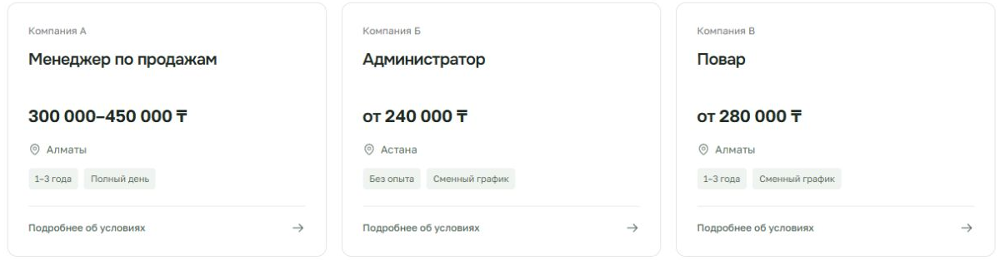 Компания А
Менеджер по продажам
300 000–450 000 ₸
Алматы
1–3 года
Полный день
Подробнее об условиях
Компания Б
Администратор
от 240 000 ₸
Астана
Без опыта
Сменный график
Подробнее об условиях
Компания В
Повар
от 280 000 ₸
Алматы
1–3 года
Сменный график
Подробнее об условиях